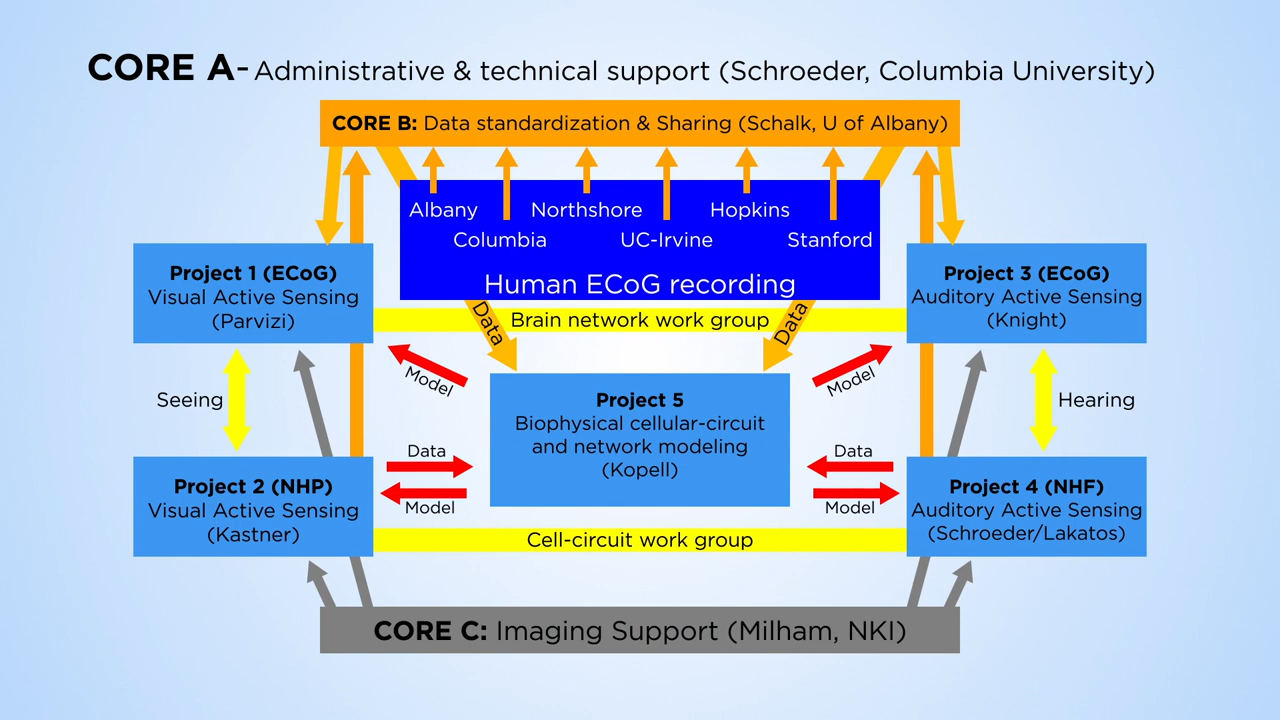 CORE A- Administrative & technical support (Schroeder, Columbia University)
CORE B: Data standardization & Sharing (Schalk, U of Albany)
Albany
Northshore
Hopkins
Columbia
UC-Irvine
Stanford
Human ECoG recording
Project 1 (ECoG)
Visual Active Sensing
(Parvizi)
Project 3 (ECoG)
Auditory Active Sensing
(Knight)
Data
Brain network work group
Data
Model
Model
Seeing
Hearing
Project 5
Biophysical cellular-circuit
and network modeling
(Kopell)
Data
Model
Data
Model
Project 2 (NHP)
Visual Active Sensing
(Kastner)
Project 4 (NHF)
Auditory Active Sensing
(Schroeder/Lakatos)
Cell-circuit work group
CORE C: Imaging Support (Milham, NKI)